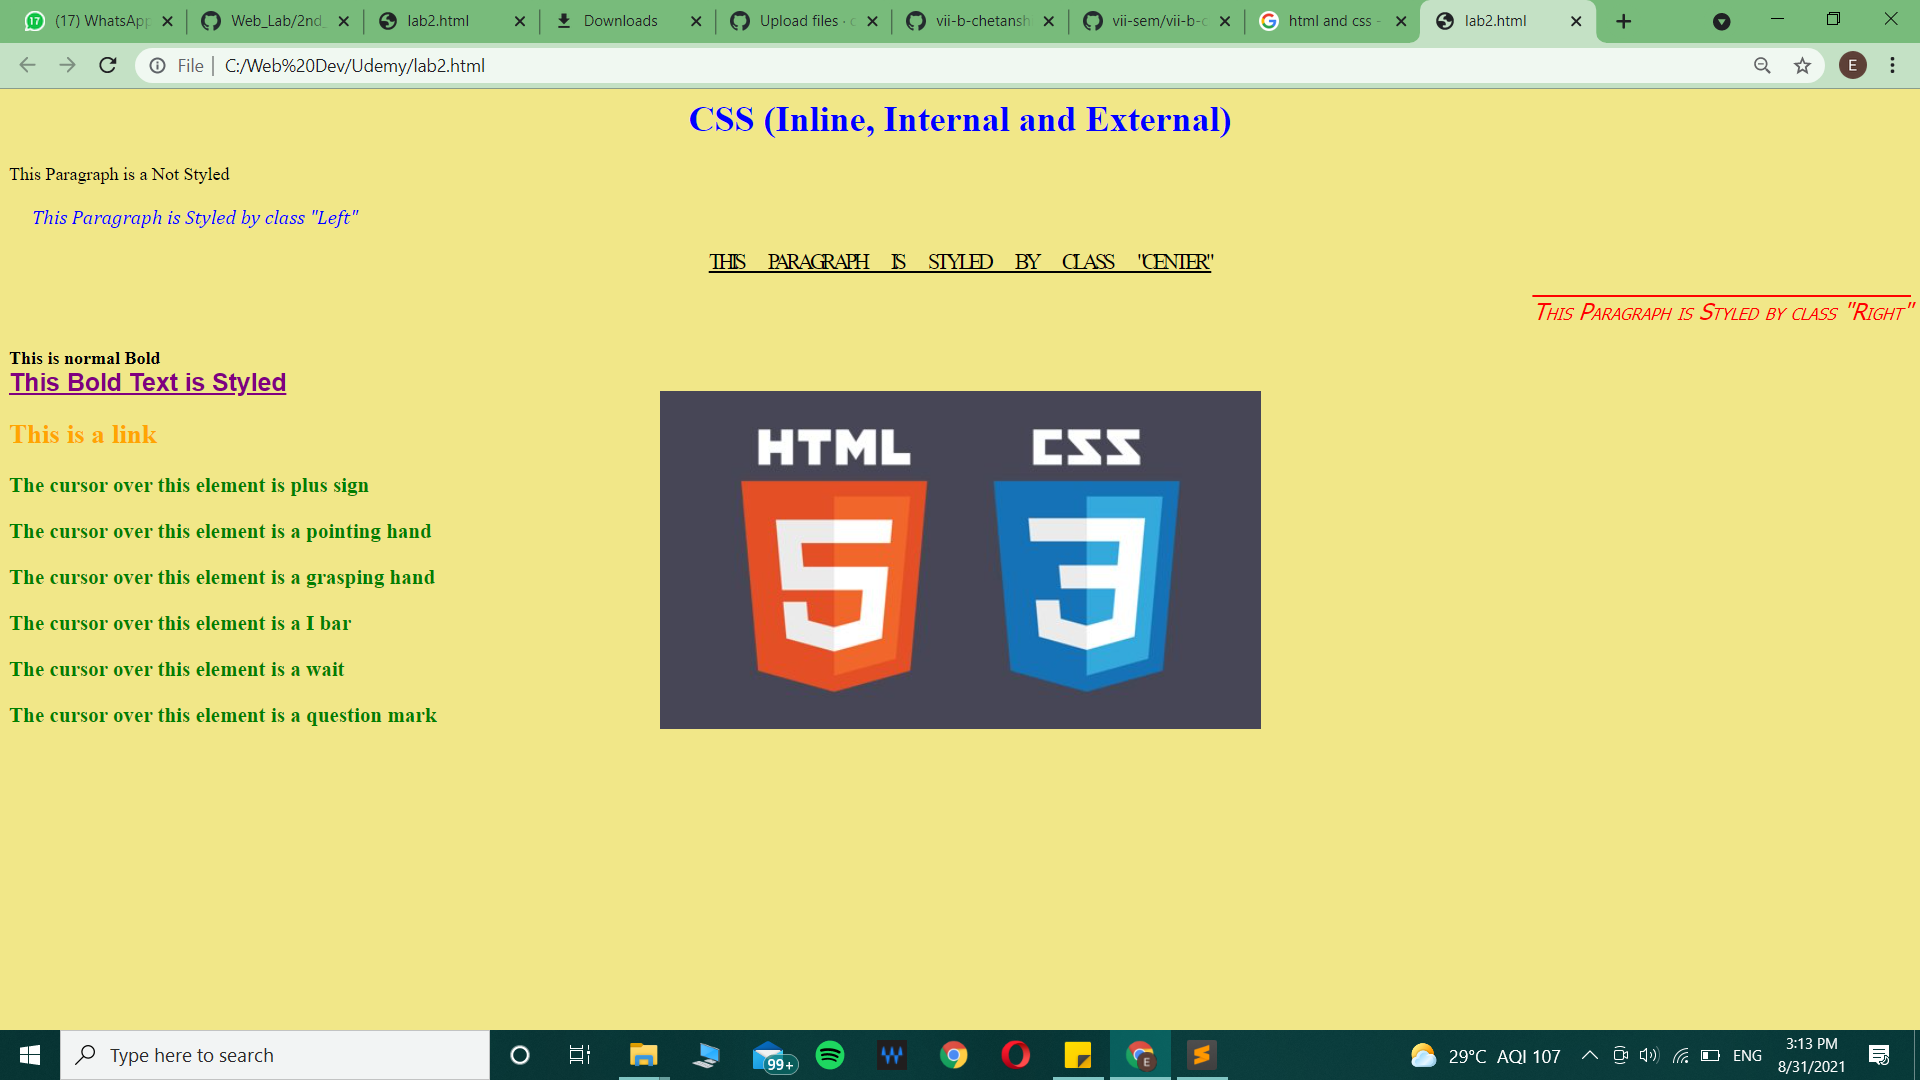 (17) WhatsApp
Web_Lab/2nd_
lab2.html
Downloads
Upload files · c
vii-b-chetansh
vii-sem/vii-b-c
html and css -
lab2.html
File | C:/Web%20Dev/Udemy/lab2.html
E
CSS (Inline, Internal and External)
This Paragraph is a Not Styled
This Paragraph is Styled by class "Left"
THIS PARAGRAPH IS STYLED BY CLASS "CENTER"
This Paragraph is Styled by class "Right"
This is normal Bold
This Bold Text is Styled
This is a link
The cursor over this element is plus sign
The cursor over this element is a pointing hand
The cursor over this element is a grasping hand
The cursor over this element is a I bar
The cursor over this element is a wait
The cursor over this element is a question mark
HTML CSS
5 3
Type here to search
99+
29°C AQI 107
ENG
3:13 PM
8/31/2021